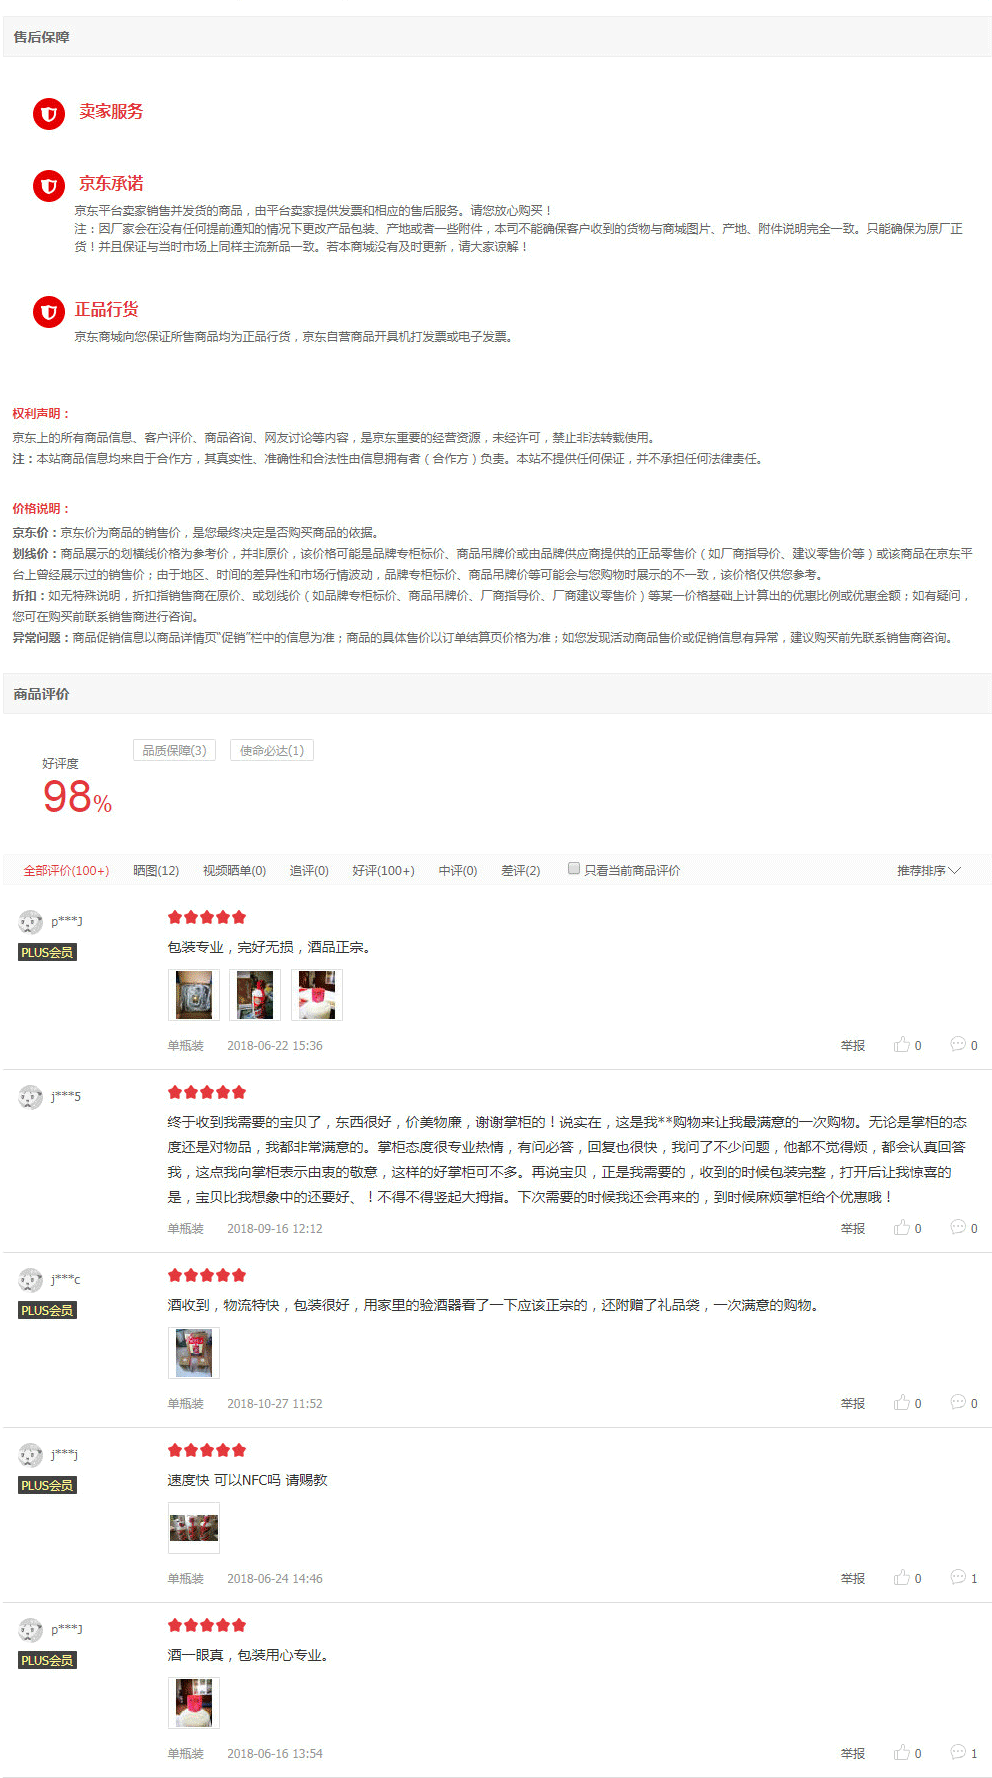 售后保障
卖家服务
京东承诺
京东平台卖家销售并发货的商品，由平台卖家提供发票和相应的售后服务。请您放心购买！
注：因厂家会在没有任何提前通知的情况下更改产品包装、产地或者一些附件，本司不能确保客户收到的货物与商城图片、产地、附件说明完全一致。只能确保为原厂正
货！并且保证与当时市场上同样主流新品一致。若本商城没有及时更新，请大家谅解！
正品行货
京东商城向您保证所售商品均为正品行货，京东自营商品开具机打发票或电子发票。
权利声明：
京东上的所有商品信息、客户评价、商品咨询、网友讨论等内容，是京东重要的经营资源，未经许可，禁止非法转载使用。
注：本站商品信息均来自于合作方，其真实性、准确性和合法性由信息拥有者（合作方）负责。本站不提供任何保证，并不承担任何法律责任。
价格说明：
京东价：京东价为商品的销售价，是您最终决定是否购买商品的依据。
划线价：商品展示的划横线价格为参考价，并非原价，该价格可能是品牌专柜标价、商品吊牌价或由品牌供应商提供的正品零售价（如厂商指导价、建议零售价等）或该商品在京东平
台上曾经展示过的销售价；由于地区、时间的差异性和市场行情波动，品牌专柜标价、商品吊牌价等可能会与您购物时展示的不一致，该价格仅供您参考。
折扣：如无特殊说明，折扣指销售商在原价、或划线价（如品牌专柜标价、商品吊牌价、厂商指导价、厂商建议零售价）等某一价格基础上计算出的优惠比例或优惠金额；如有疑问，
您可在购买前联系销售商进行咨询。
异常问题：商品促销信息以商品详情页“促销”栏中的信息为准；商品的具体售价以订单结算页价格为准；如您发现活动商品售价或促销信息有异常，建议购买前先联系销售商咨询。
商品评价
好评度
98%
品质保障(3) 使命必达(1)
全部评价(100+) 晒图(12) 视频晒单(0) 追评(0) 好评(100+) 中评(0) 差评(2) 只看当前商品评价 推荐排序
p***J
PLUS会员
包装专业，完好无损，酒品正宗。
单瓶装 2018-06-22 15:36 举报 0 0
j***5
终于收到我需要的宝贝了，东西很好，价美物廉，谢谢掌柜的！说实在，这是我**购物来让我最满意的一次购物。无论是掌柜的态
度还是对物品，我都非常满意的。掌柜态度很专业热情，有问必答，回复也很快，我问了不少问题，他都不觉得烦，都会认真回答
我，这点我向掌柜表示由衷的敬意，这样的好掌柜可不多。再说宝贝，正是我需要的，收到的时候包装完整，打开后让我惊喜的
是，宝贝比我想象中的还要好、！不得不得竖起大拇指。下次需要的时候我还会再来的，到时候麻烦掌柜给个优惠哦！
单瓶装 2018-09-16 12:12 举报 0 0
j***c
PLUS会员
酒收到，物流特快，包装很好，用家里的验酒器看了一下应该正宗的，还附赠了礼品袋，一次满意的购物。
单瓶装 2018-10-27 11:52 举报 0 0
j***j
PLUS会员
速度快 可以NFC吗 请赐教
单瓶装 2018-06-24 14:46 举报 0 1
p***J
PLUS会员
酒一眼真，包装用心专业。
单瓶装 2018-06-16 13:54 举报 0 1